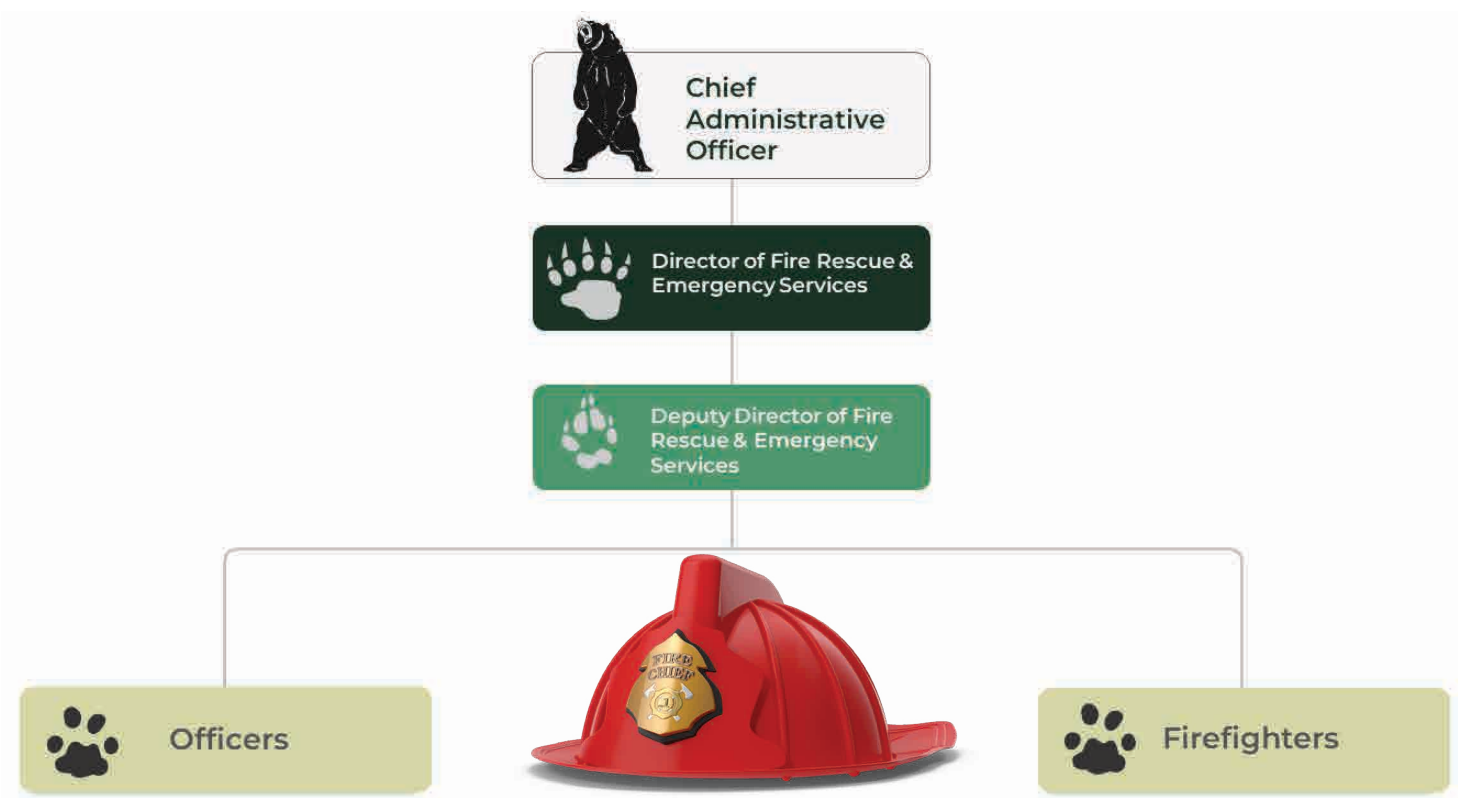 Chief
Administrative
Officer
Director of Fire Rescue &
Emergency Services
Deputy Director of Fire
Rescue & Emergency
Services
FIRE
CHIEF
Officers
Firefighters